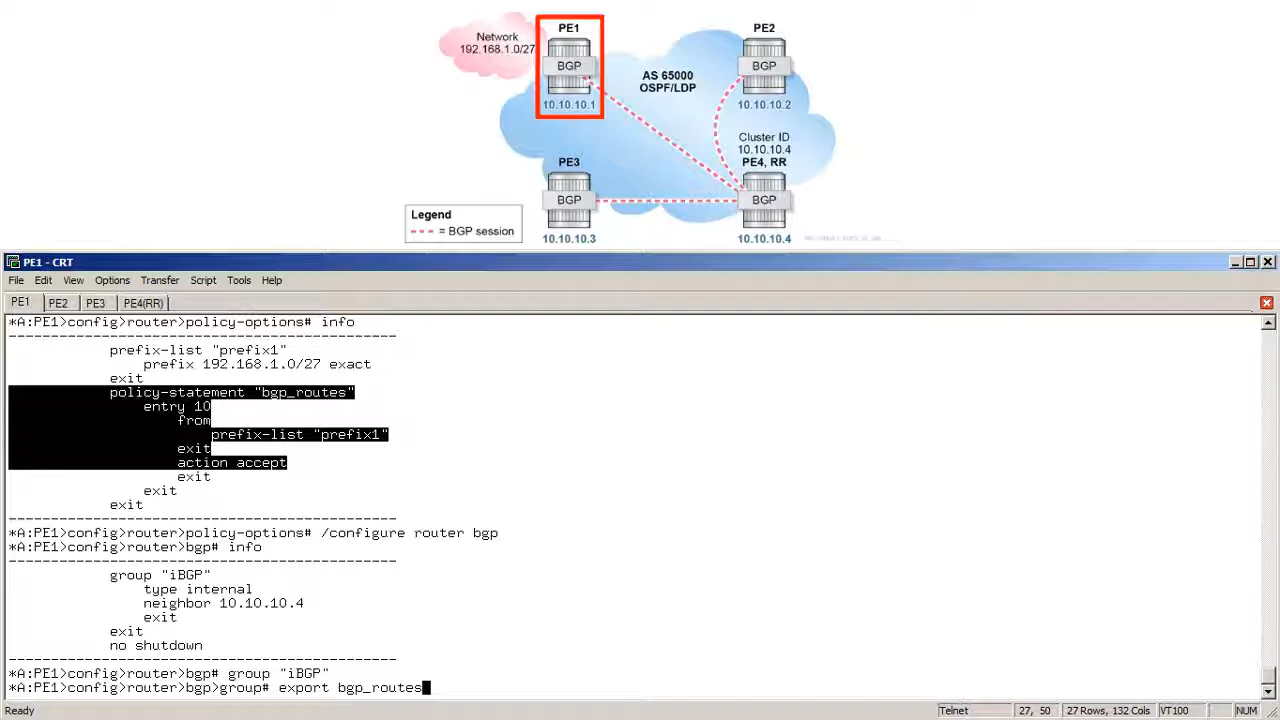 PE1
PE2
Network
192.168.1.0/27
BGP
BGP
AS 65000
OSPF/LDP
10.10.10.1
10.10.10.2
Cluster ID
10.10.10.4
PE3
PE4, RR
BGP
BGP
Legend
= BGP session
10.10.10.3
10.10.10.4
PE1 - CRT
File Edit View Options Transfer Script Tools Help
PE1 PE2 PE3 PE4(RR)
*A:PE1>config>router>policy-options# info
----------------------------------------------
prefix-list "prefix1"
prefix 192.168.1.0/27 exact
exit
policy-statement "bgp_routes"
entry 10
from
prefix-list "prefix1"
exit
action accept
exit
exit
exit
----------------------------------------------
*A:PE1>config>router>policy-options# /configure router bgp
*A:PE1>config>router>bgp# info
----------------------------------------------
group "iBGP"
type internal
neighbor 10.10.10.4
exit
exit
no shutdown
----------------------------------------------
*A:PE1>config>router>bgp# group "iBGP"
*A:PE1>config>router>bgp>group# export bgp_routes
Ready Telnet 27, 50 27 Rows, 132 Cols VT100 NUM